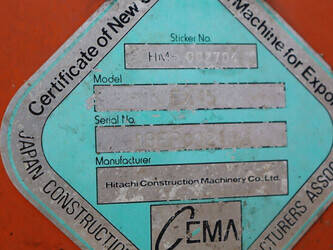 Certificate of New
Machine for Expo
Sticker No.
HM-
Model
Serial No.
Manufacturer
Hitachi Construction Machinery Co., Ltd.
JAPAN CONSTRUCTION
CEMA
CTURERS ASSO